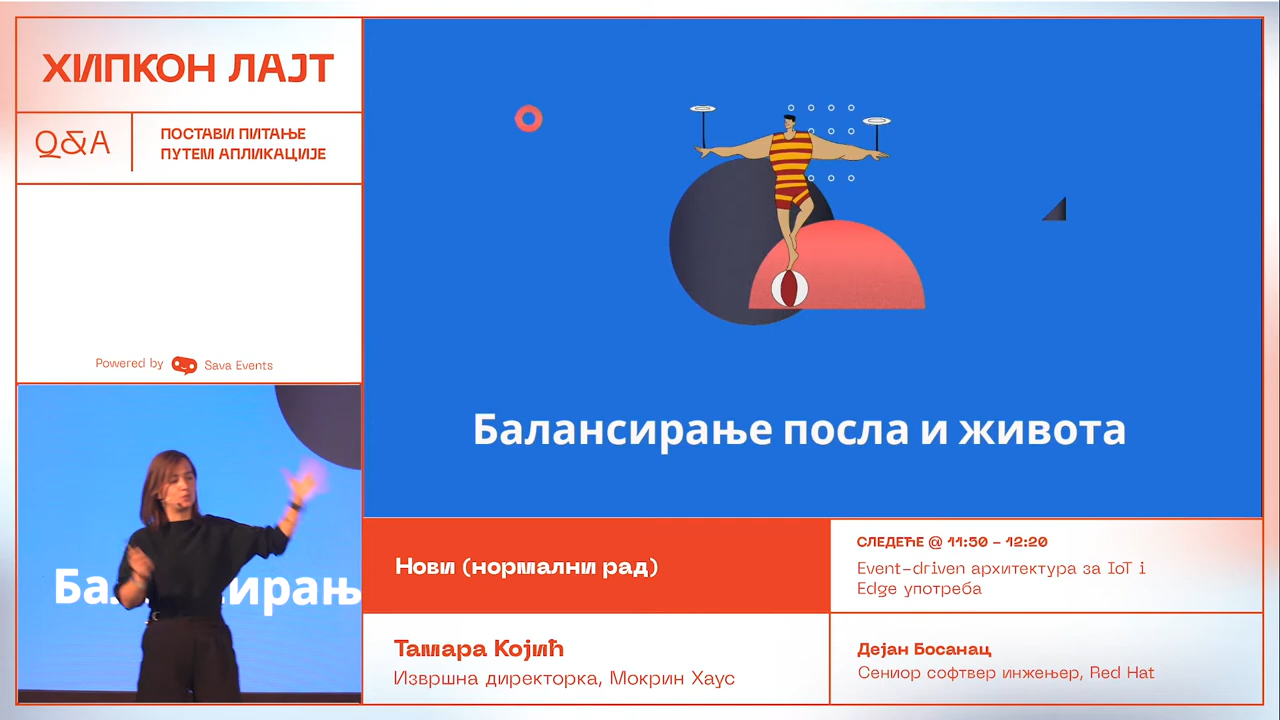 ХИПКОН ЛАЈТ
Q&A
ПОСТАВИ ПИТАЊЕ
ПУТЕМ АПЛИКАЦИЈЕ
Powered by Sava Events
Балансирање посла и живота
Ба ирањ
Нови (нормални рад)
Тамара Којић
Извршна директорка, Мокрин Хаус
СЛЕДЕЋЕ @ 11:50 - 12:20
Event-driven архитектура за IoT i
Edge употреба
Дејан Босанац
Сениор софтвер инжењер, Red Hat